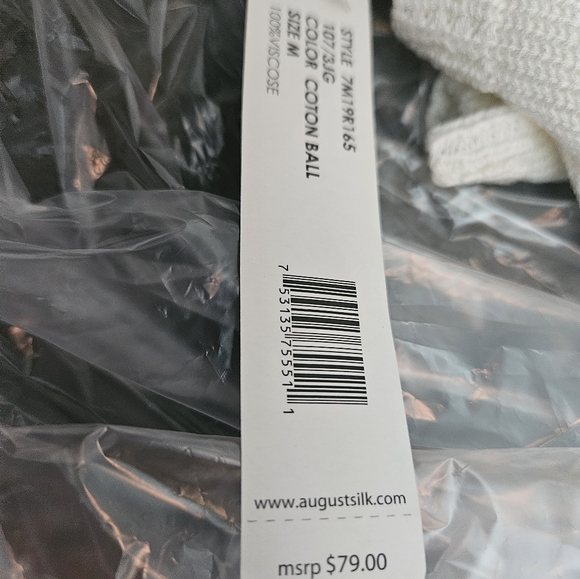 STYLE 7M19R165
107/3JG
COLOR COTON BALL
SIZE M
100%VISCOSE
7 53135 75551 1
www.augustsilk.com
msrp $79.00